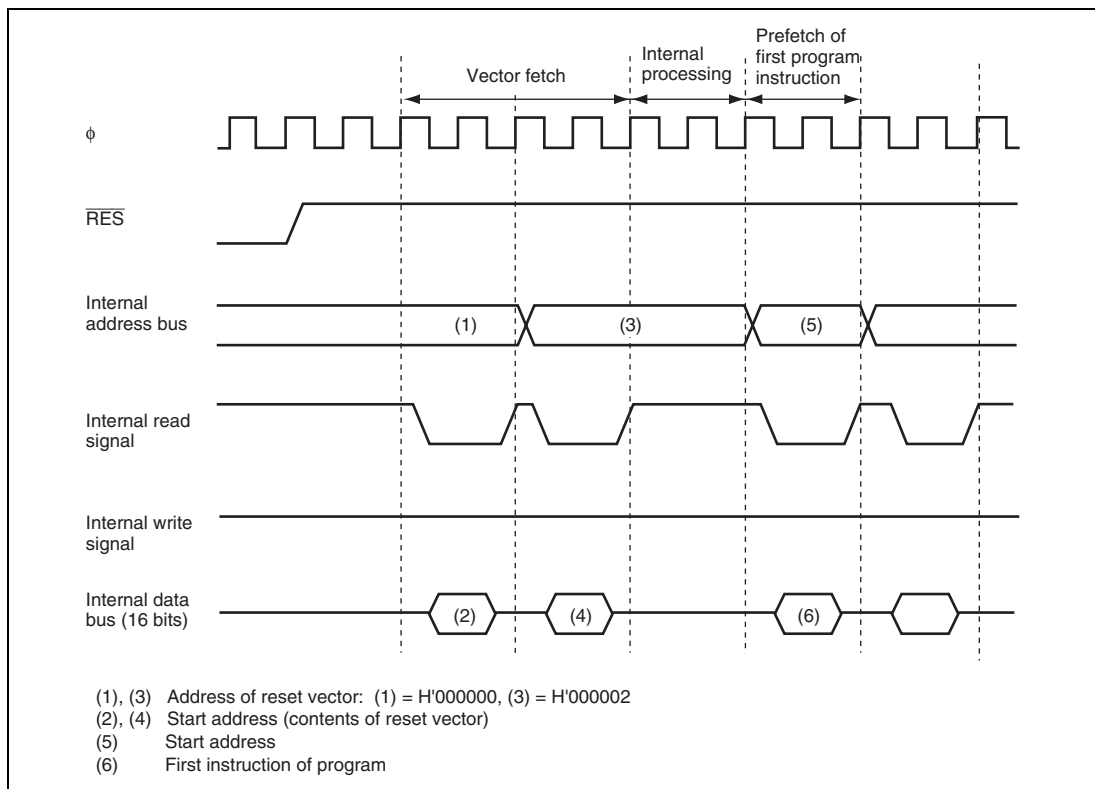 Vector fetch
Internal
processing
Prefetch of
first program
instruction
φ
RES
Internal
address bus
(1)
(3)
(5)
Internal read
signal
Internal write
signal
Internal data
bus (16 bits)
(2)
(4)
(6)
(1), (3) Address of reset vector: (1) = H'000000, (3) = H'000002
(2), (4) Start address (contents of reset vector)
(5) Start address
(6) First instruction of program